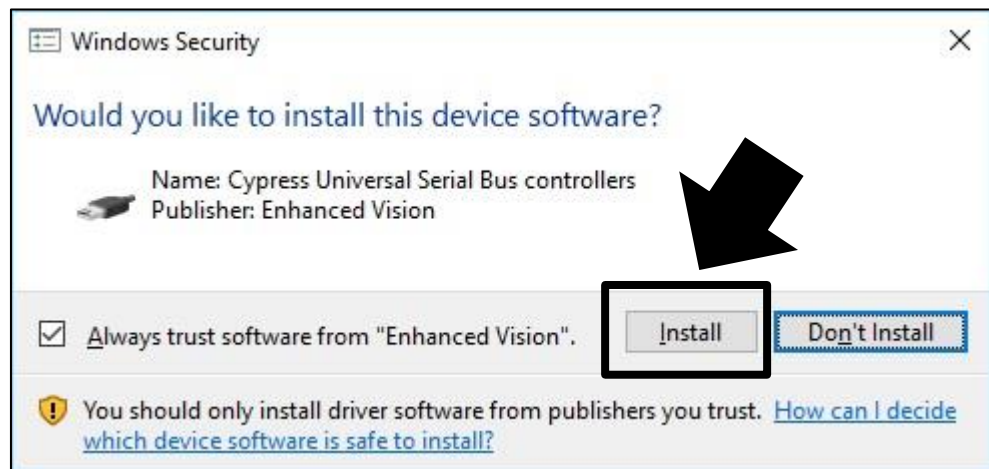 Windows Security
Would you like to install this device software?
Name: Cypress Universal Serial Bus controllers
Publisher: Enhanced Vision
Always trust software from "Enhanced Vision".
Install
Don't Install
You should only install driver software from publishers you trust. How can I decide
which device software is safe to install?